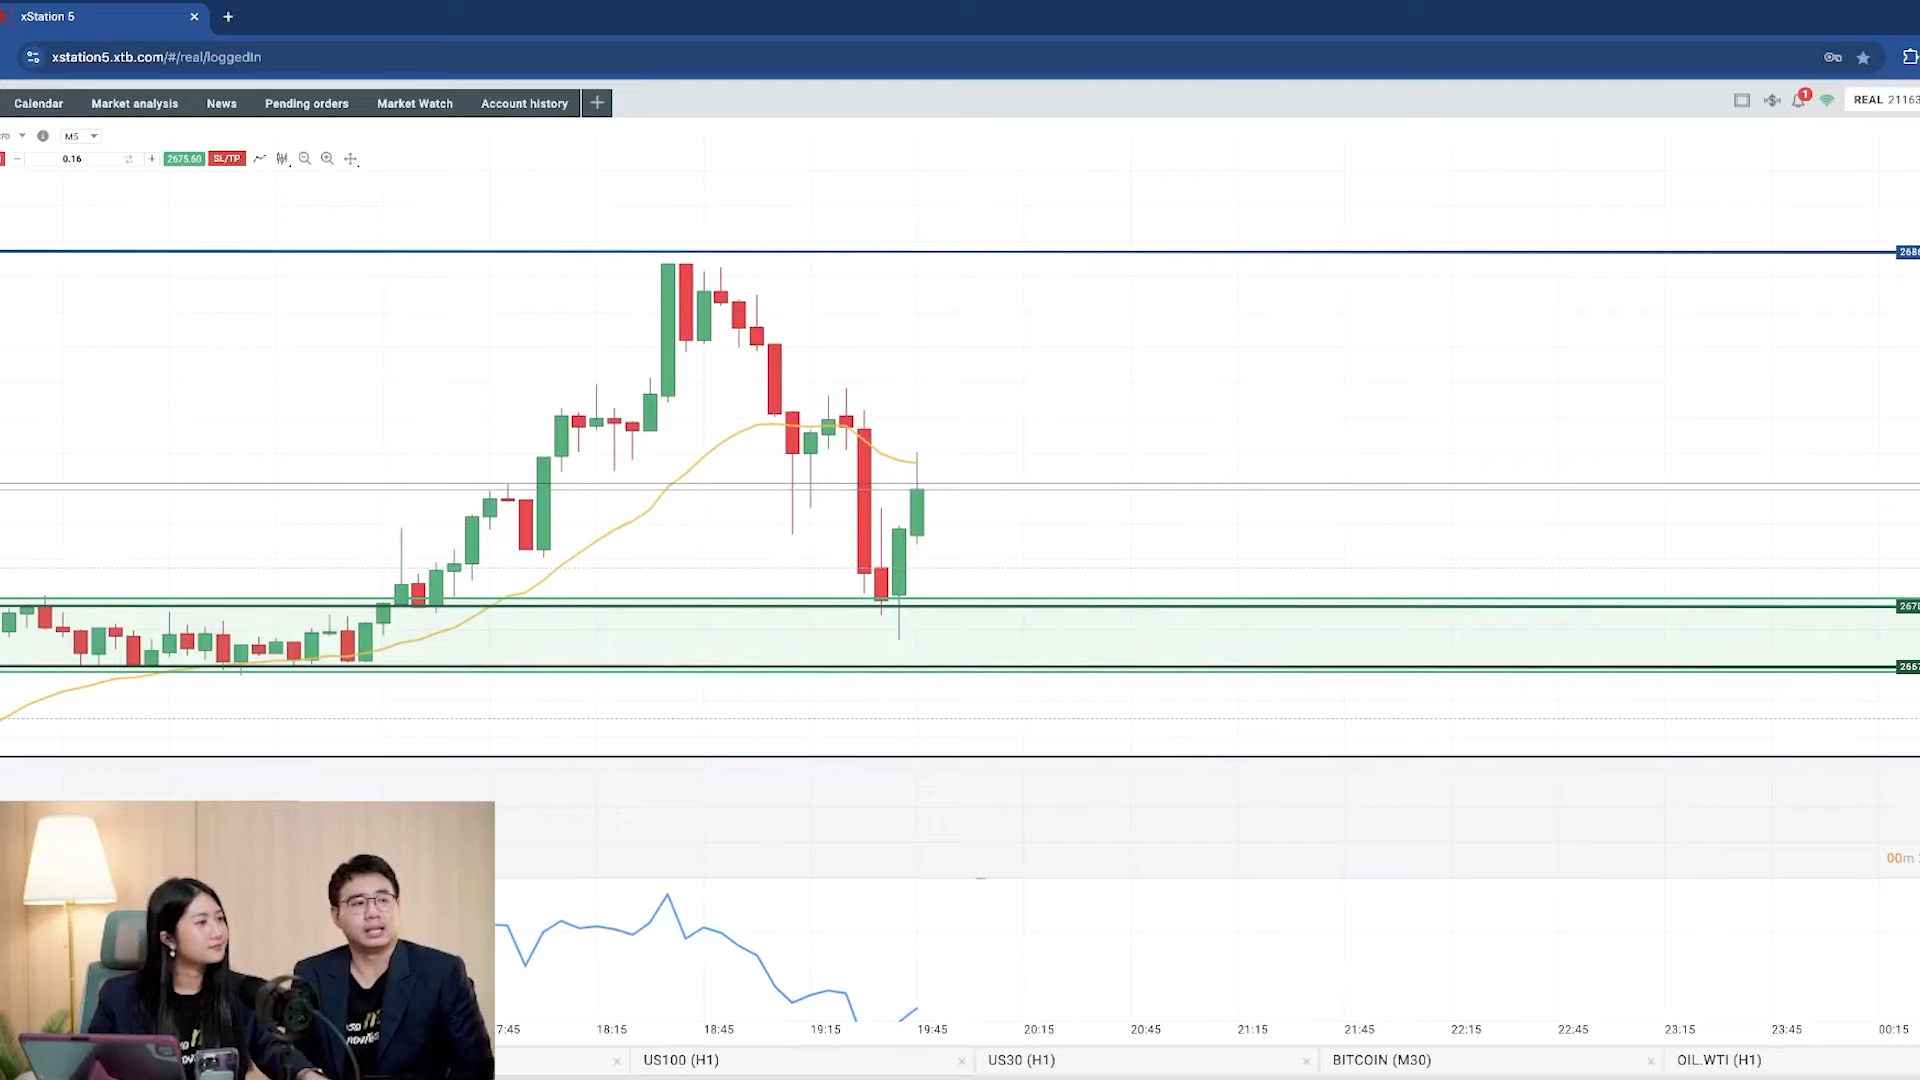 xStation 5
xstation5.xtb.com/#/real/loggedIn
Calendar
Market analysis
News
Pending orders
Market Watch
Account history
1
REAL 21163
M5
0.16
2675.60
SL/TP
00m
18:15
18:45
19:15
19:45
20:15
20:45
21:15
21:45
22:15
22:45
23:15
23:45
00:15
US100 (H1)
US30 (H1)
BITCOIN (M30)
OIL.WTI (H1)